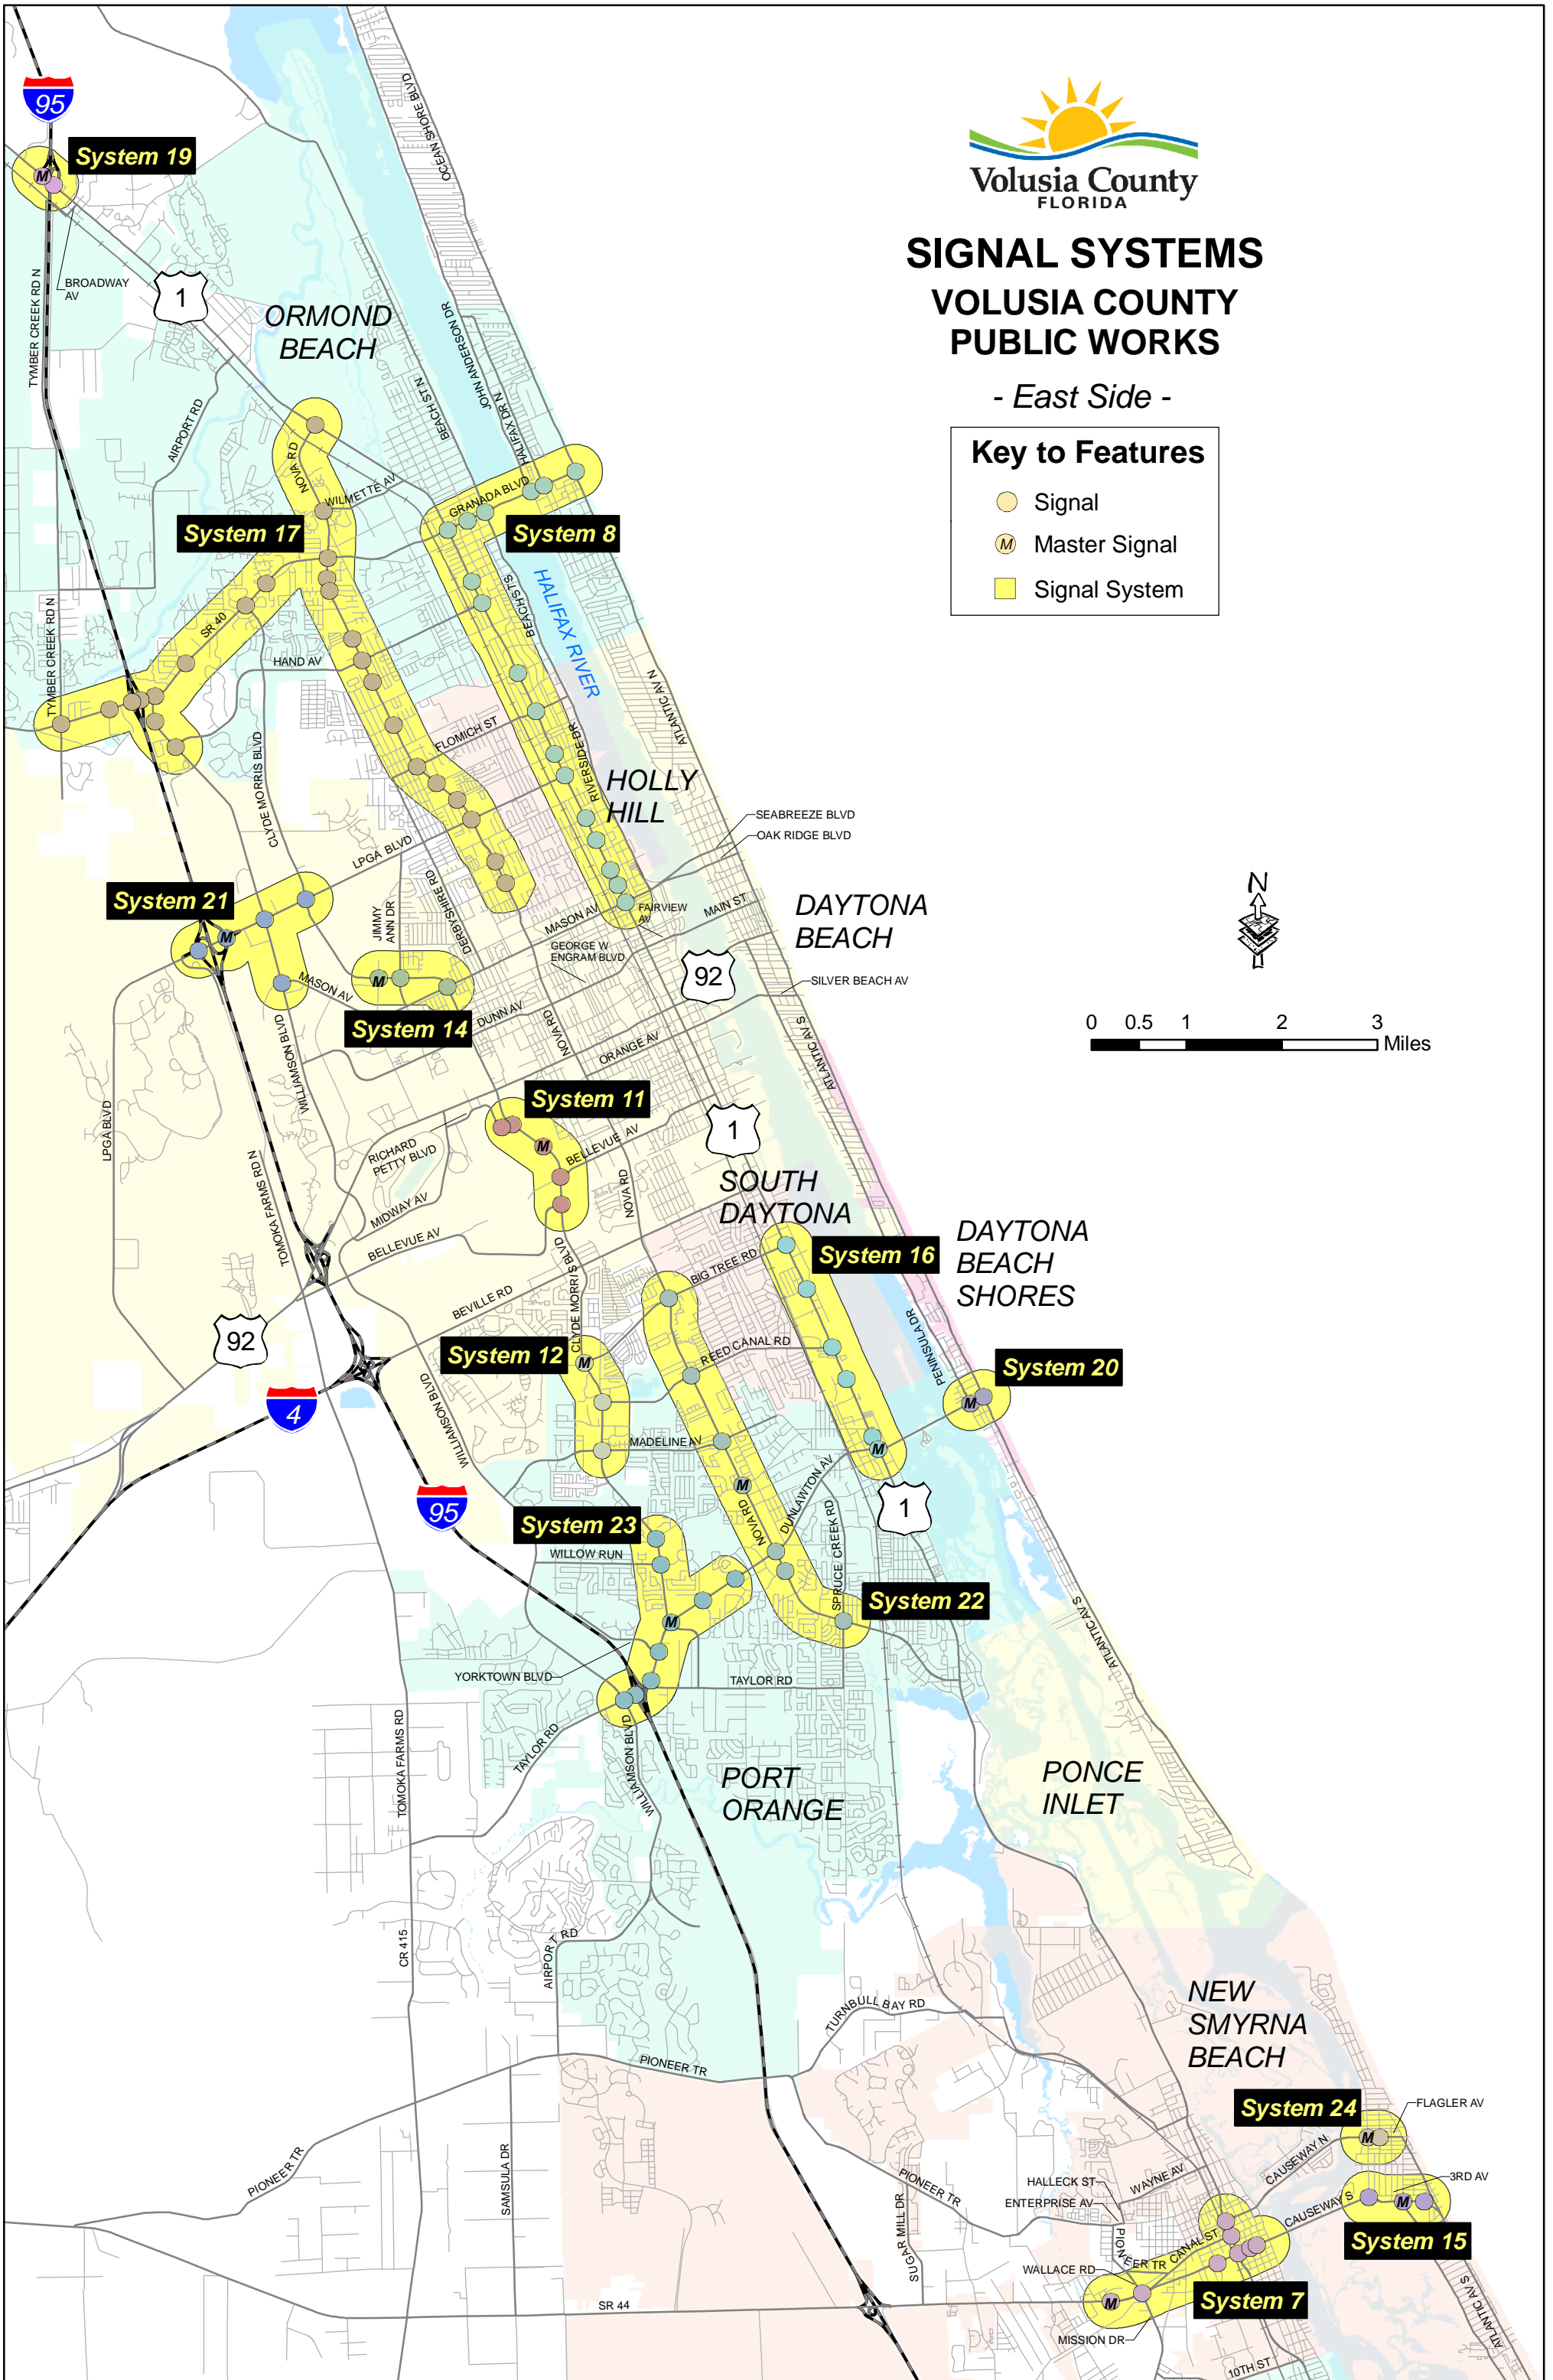 Volusia County
FLORIDA
SIGNAL SYSTEMS
VOLUSIA COUNTY
PUBLIC WORKS
- East Side -
Key to Features
Signal
M
Master Signal
Signal System
N
0 0.5 1 2 3
Miles
95
System 19
M
BROADWAY
AV
1
TYMBER CREEK RD N
OCEAN SHORE BLVD
ORMOND
BEACH
JOHN ANDERSON DR
HALIFAX DR N
BEACH ST N
AIRPORT RD
NOVA RD
WILMETTE AV
GRANADA BLVD
System 17
System 8
BEACH ST S
HALIFAX RIVER
SR 40
TYMBER CREEK RD N
HAND AV
ATLANTIC AV N
FLOMICH ST
RIVERSIDE DR
CLYDE MORRIS BLVD
HOLLY
HILL
SEABREEZE BLVD
OAK RIDGE BLVD
LPGA BLVD
DERBYSHIRE RD
System 21
M
JIMMY
ANN DR
MASON AV
FAIRVIEW
AV
MAIN ST
DAYTONA
BEACH
GEORGE W
ENGRAM BLVD
92
SILVER BEACH AV
MASON AV
M
System 14
DUNN AV
NOVA RD
ORANGE AV
WILLIAMSON BLVD
ATLANTIC AV S
LPGA BLVD
System 11
M
RICHARD
PETTY BLVD
BELLEVUE AV
1
TOMOKA FARMS RD N
MIDWAY AV
NOVA RD
SOUTH
DAYTONA
BELLEVUE AV
DAYTONA
BEACH
SHORES
System 16
BIG TREE RD
CLYDE MORRIS BLVD
BEVILLE RD
92
System 12
M
REED CANAL RD
PENINSULA DR
System 20
M
4
WILLIAMSON BLVD
MADELINE AV
M
M
DUNLAWTON AV
NOVA RD
95
System 23
SPRUCE CREEK RD
1
WILLOW RUN
System 22
M
ATLANTIC AV S
YORKTOWN BLVD
TAYLOR RD
TAYLOR RD
WILLIAMSON BLVD
TOMOKA FARMS RD
PORT
ORANGE
PONCE
INLET
CR 415
AIRPORT RD
TURNBULL BAY RD
NEW
SMYRNA
BEACH
PIONEER TR
System 24
FLAGLER AV
M
CAUSEWAY N
PIONEER TR
SAMSULA DR
PIONEER TR
HALLECK ST
WAYNE AV
3RD AV
ENTERPRISE AV
CAUSEWAY S
M
SUGAR MILL DR
PIONEER TR
CANAL ST
System 15
WALLACE RD
M
System 7
SR 44
ATLANTIC AV S
MISSION DR
10TH ST